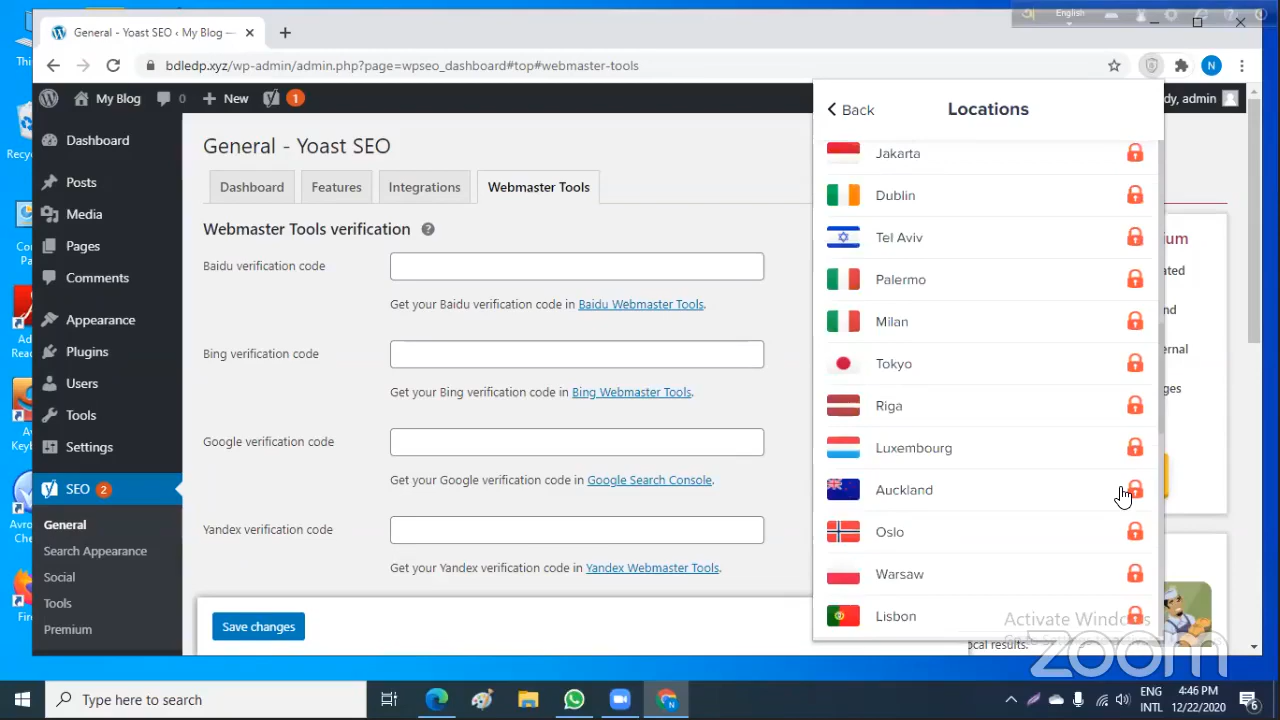 English
General - Yoast SEO ‹ My Blog —
bdledp.xyz/wp-admin/admin.php?page=wpseo_dashboard#top#webmaster-tools
N
My Blog
0
New
1
dy, admin
Dashboard
Posts
Media
Pages
Comments
Appearance
Plugins
Users
Tools
Settings
SEO 2
General
Search Appearance
Social
Tools
Premium
General - Yoast SEO
Dashboard
Features
Integrations
Webmaster Tools
Webmaster Tools verification
Baidu verification code
Get your Baidu verification code in Baidu Webmaster Tools.
Bing verification code
Get your Bing verification code in Bing Webmaster Tools.
Google verification code
Get your Google verification code in Google Search Console.
Yandex verification code
Get your Yandex verification code in Yandex Webmaster Tools.
Save changes
Back
Locations
Jakarta
Dublin
Tel Aviv
Palermo
Milan
Tokyo
Riga
Luxembourg
Auckland
Oslo
Warsaw
Lisbon
ium
ated
nd
ernal
ges
ocal results.
Activate Windows
zoom
Type here to search
ENG
INTL
4:46 PM
12/22/2020
6